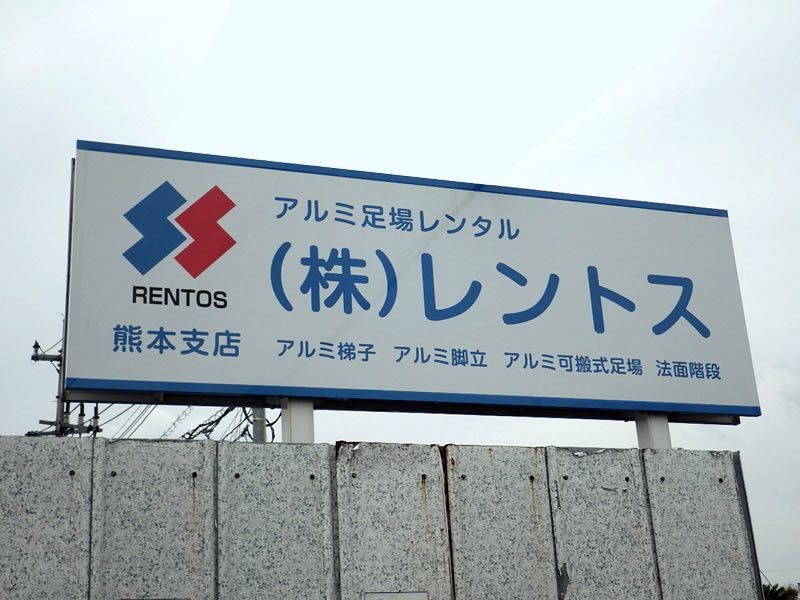 アルミ足場レンタル
(株)レントス
RENTOS
熊本支店
アルミ梯子 アルミ脚立 アルミ可搬式足場 法面階段